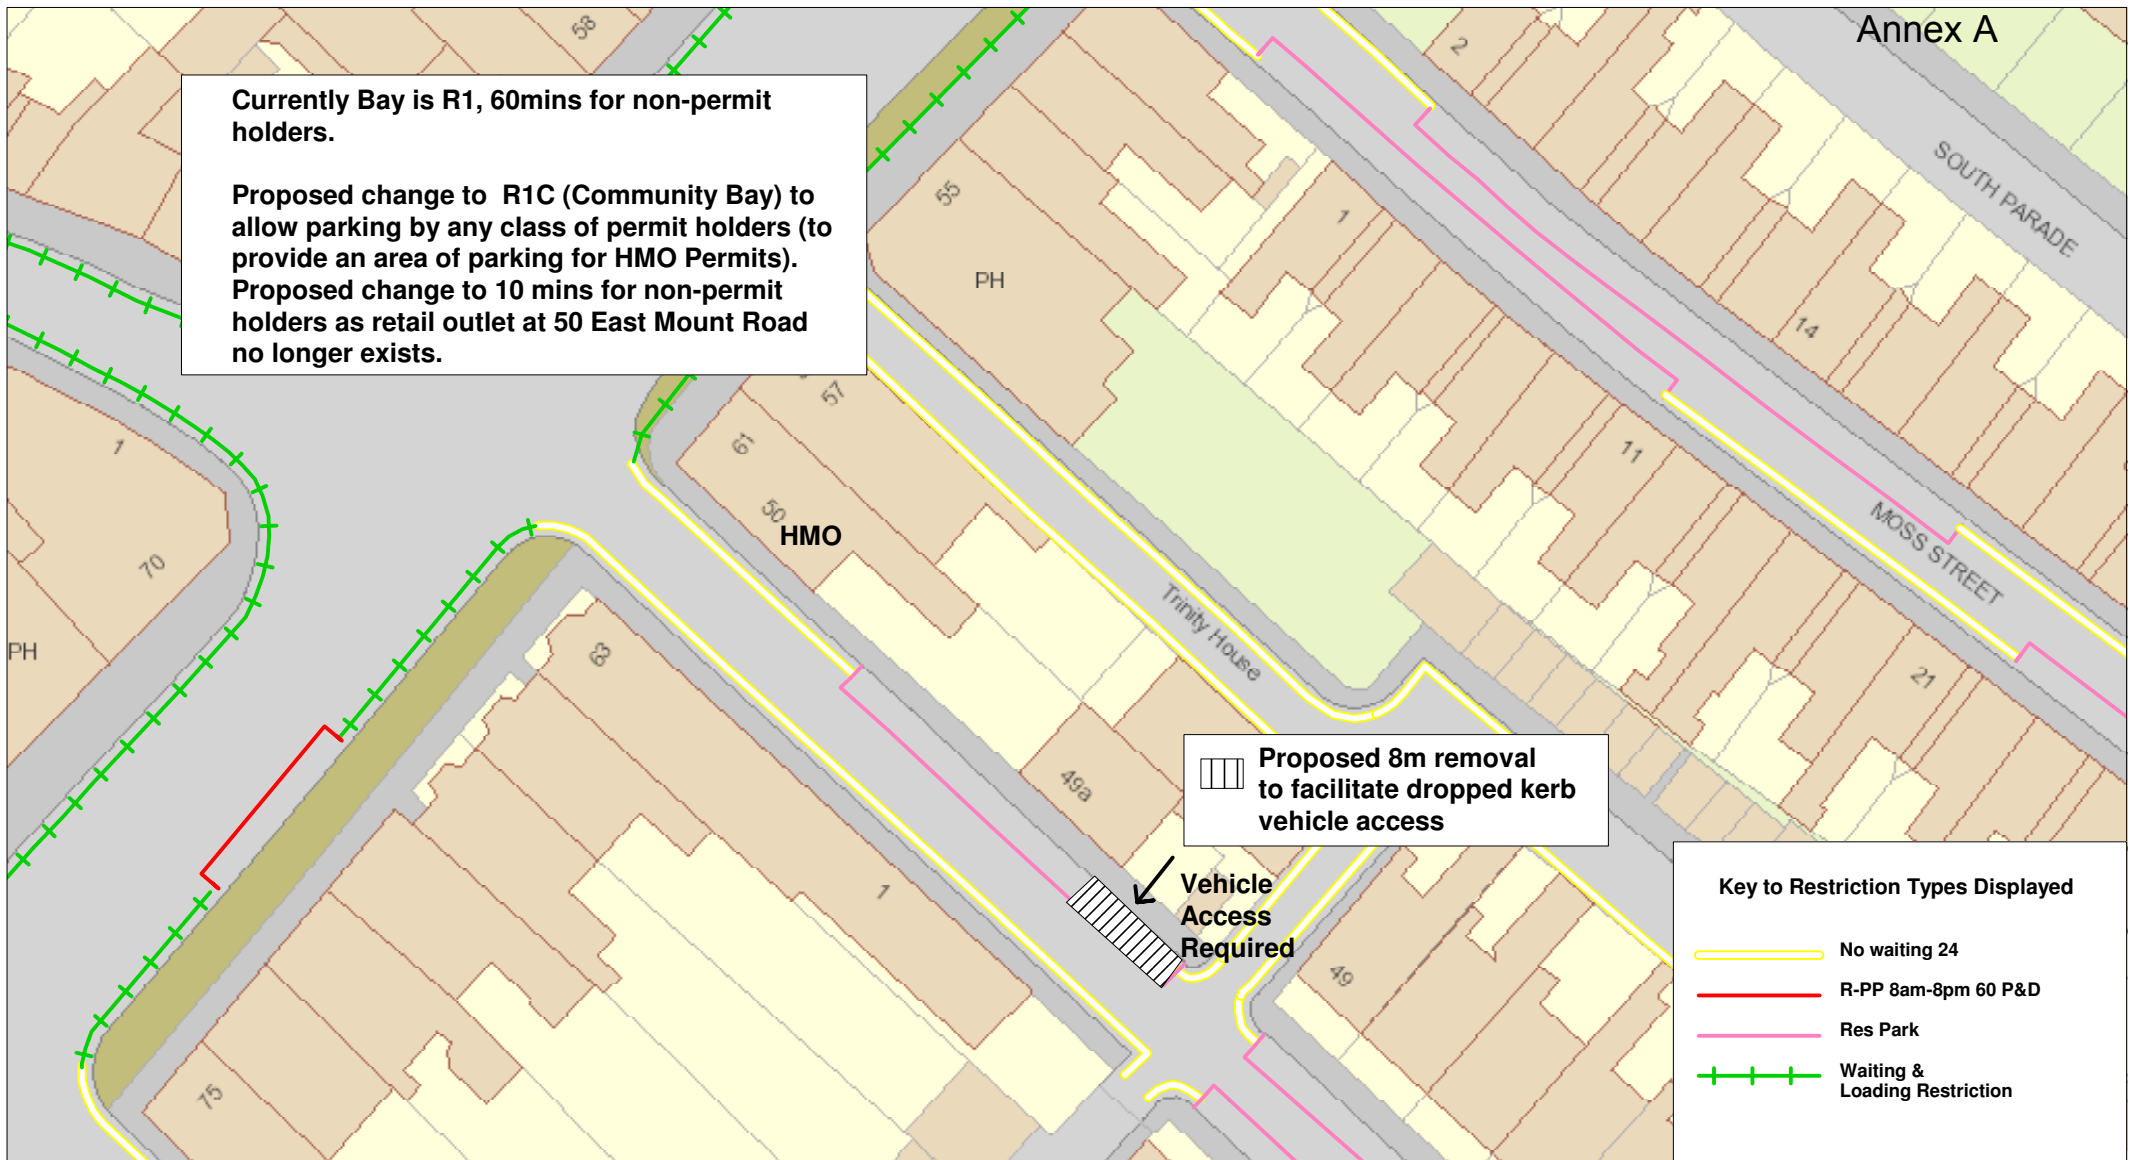 Annex A
58
2
Currently Bay is R1, 60mins for non-permit
holders.
Proposed change to R1C (Community Bay) to
allow parking by any class of permit holders (to
provide an area of parking for HMO Permits).
Proposed change to 10 mins for non-permit
holders as retail outlet at 50 East Mount Road
no longer exists.
55
PH
1
SOUTH PARADE
14
57
61
50
HMO
1
70
PH
11
MOSS STREET
63
Trinity House
21
49a
Proposed 8m removal
to facilitate dropped kerb
vehicle access
Vehicle
Access
Required
1
49
75
Key to Restriction Types Displayed
No waiting 24
R-PP 8am-8pm 60 P&D
Res Park
Waiting &
Loading Restriction